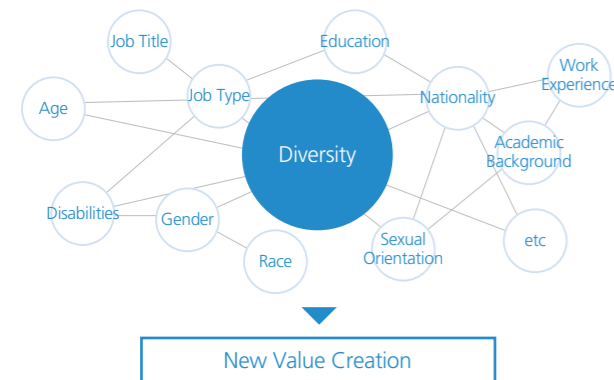 Job Title
Education
Work
Experience
Job Type
Nationality
Age
Diversity
Academic
Background
Disabilities
Gender
Sexual
Orientation
etc
Race
New Value Creation